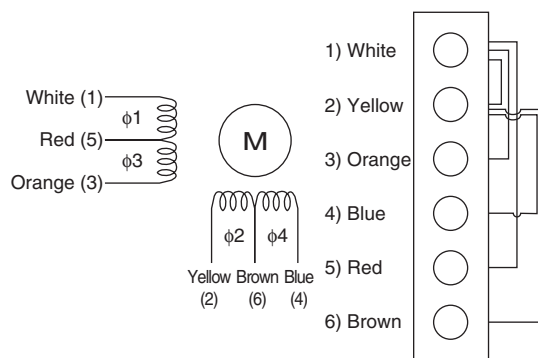 White (1)
ϕ1
Red (5)
ϕ3
Orange (3)
M
ϕ2
ϕ4
Yellow Brown Blue
(2) (6) (4)
1) White
2) Yellow
3) Orange
4) Blue
5) Red
6) Brown